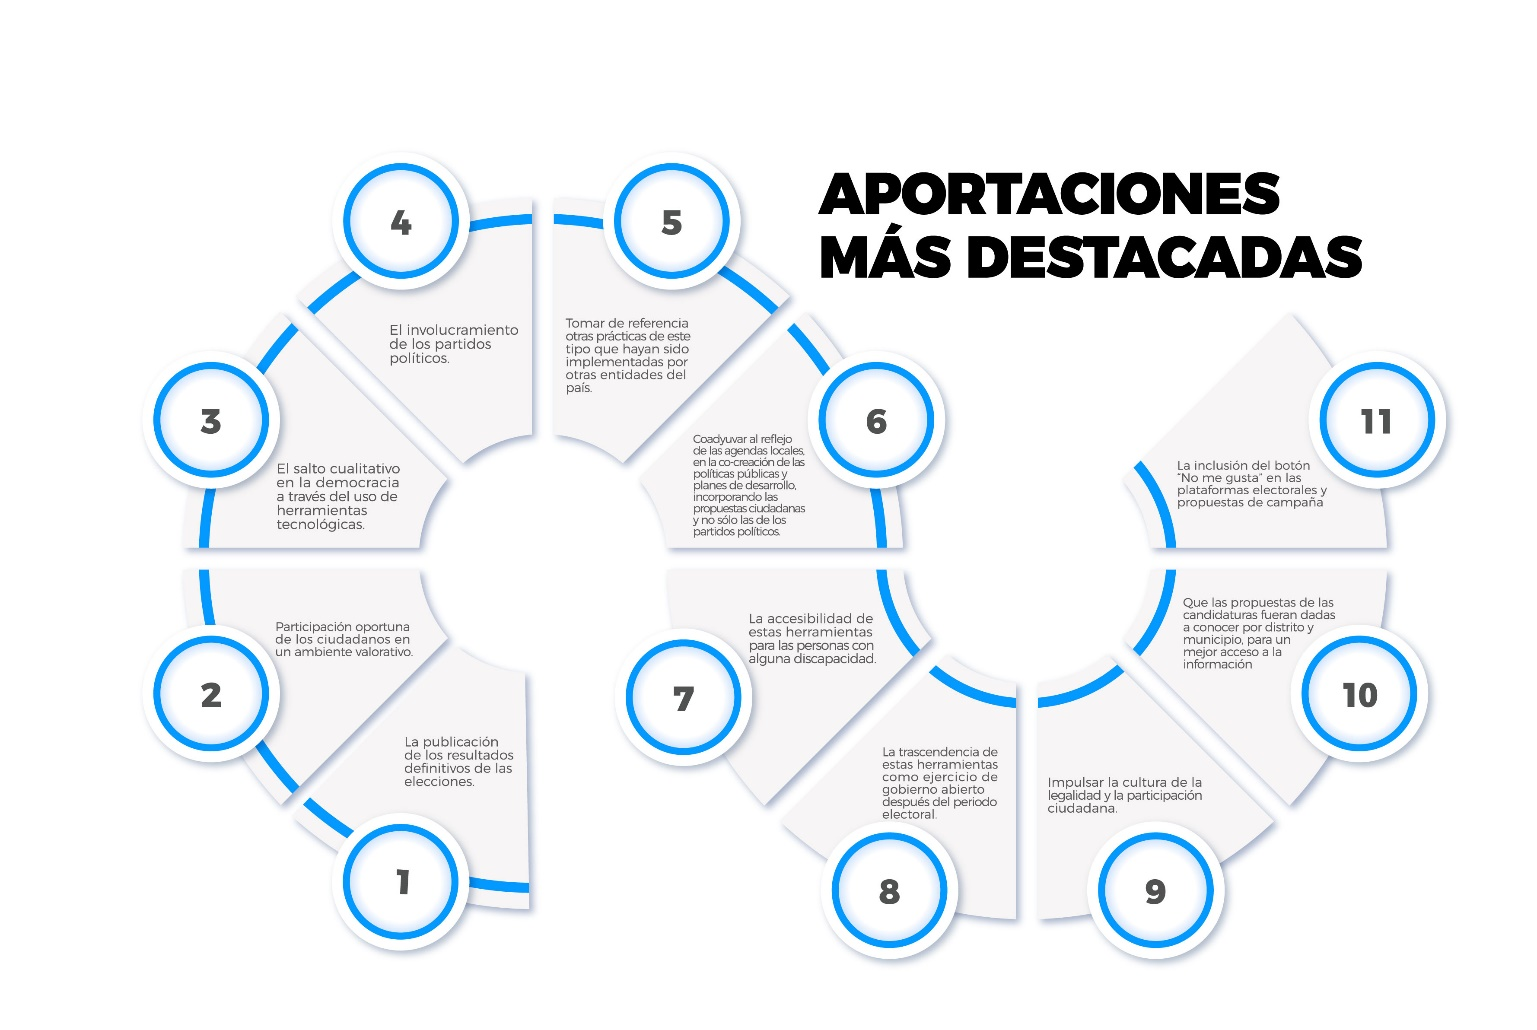 APORTACIONES
MÁS DESTACADAS
1
La publicación
de los resultados
definitivos de las
elecciones.
2
Participación oportuna
de los ciudadanos en
un ambiente valorativo.
3
El salto cualitativo
en la democracia
a través del uso de
herramientas
tecnológicas.
4
El involucramiento
de los partidos
políticos.
5
Tomar de referencia
otras prácticas de este
tipo que hayan sido
implementadas por
otras entidades del
país.
6
Coadyuvar al reflejo
de las agendas locales,
en la co-creación de las
políticas públicas y
planes de desarrollo,
incorporando las
propuestas ciudadanas
y no sólo las de los
partidos políticos.
7
La accesibilidad de
estas herramientas
para las personas con
alguna discapacidad.
8
La trascendencia de
estas herramientas
como ejercicio de
gobierno abierto
después del periodo
electoral.
9
Impulsar la cultura de la
legalidad y la participación
ciudadana.
10
Que las propuestas de las
candidaturas fueran dadas
a conocer por distrito y
municipio, para un
mejor acceso a la
información
11
La inclusión del botón
“No me gusta” en las
plataformas electorales y
propuestas de campaña